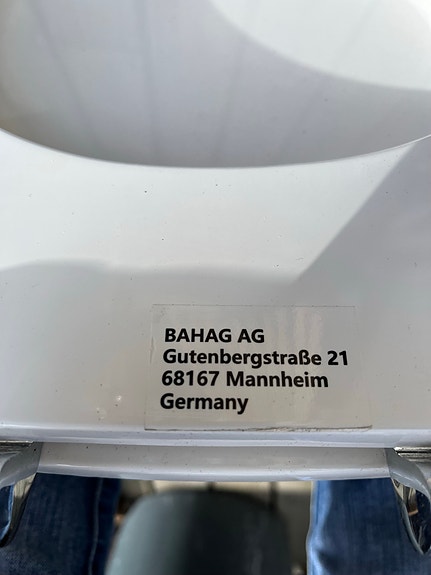 BAHAG AG
Gutenbergstraße 21
68167 Mannheim
Germany